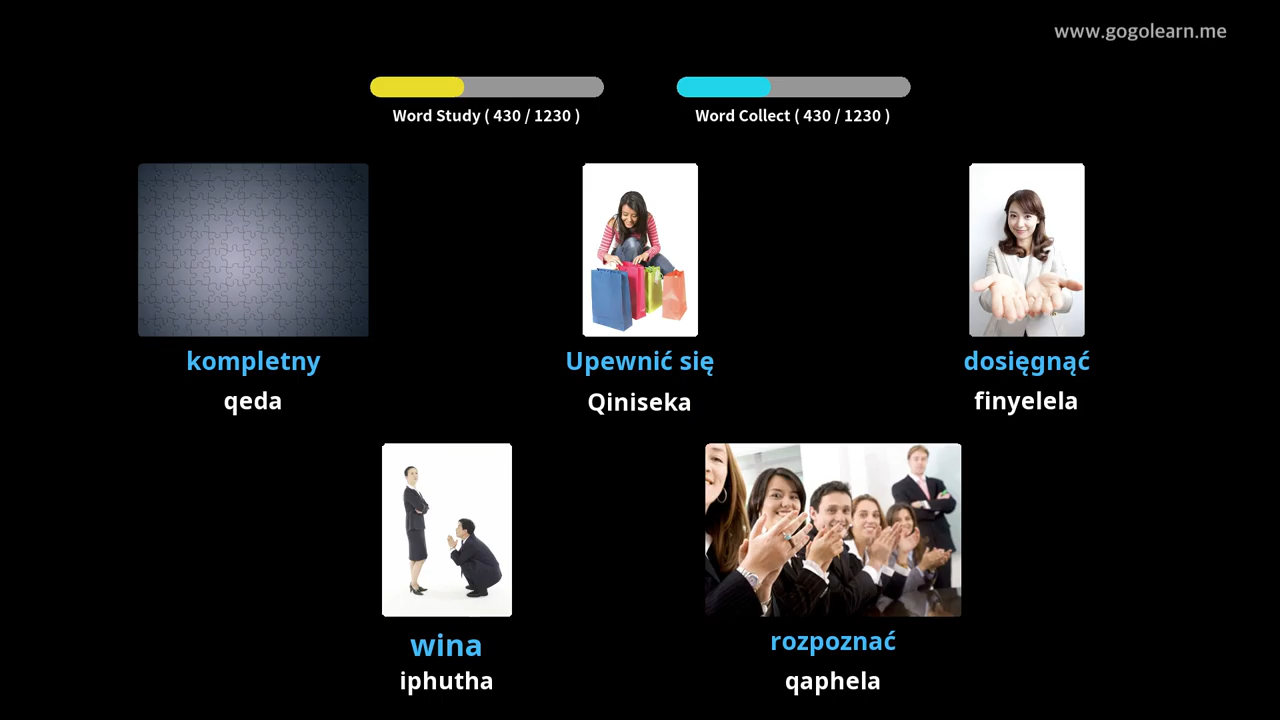 www.gogolearn.me
Word Study ( 430 / 1230 )
Word Collect ( 430 / 1230 )
kompletny
qeda
Upewnić się
Qiniseka
dosięgnąć
finyelela
wina
iphutha
rozpoznać
qaphela